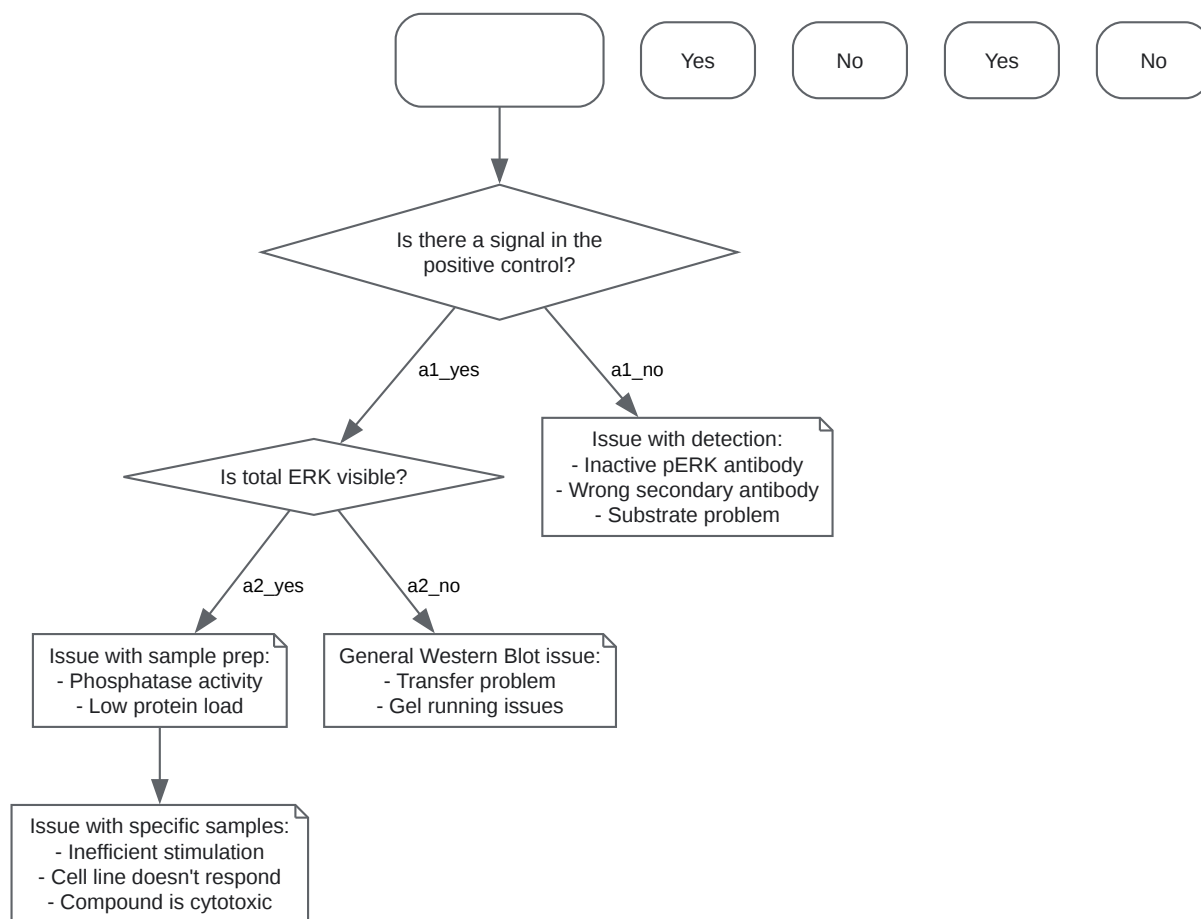 Yes
No
Yes
No
Is there a signal in the
positive control?
a1_yes
a1_no
Issue with detection:
- Inactive pERK antibody
- Wrong secondary antibody
- Substrate problem
Is total ERK visible?
a2_yes
a2_no
Issue with sample prep:
- Phosphatase activity
- Low protein load
General Western Blot issue:
- Transfer problem
- Gel running issues
Issue with specific samples:
- Inefficient stimulation
- Cell line doesn't respond
- Compound is cytotoxic